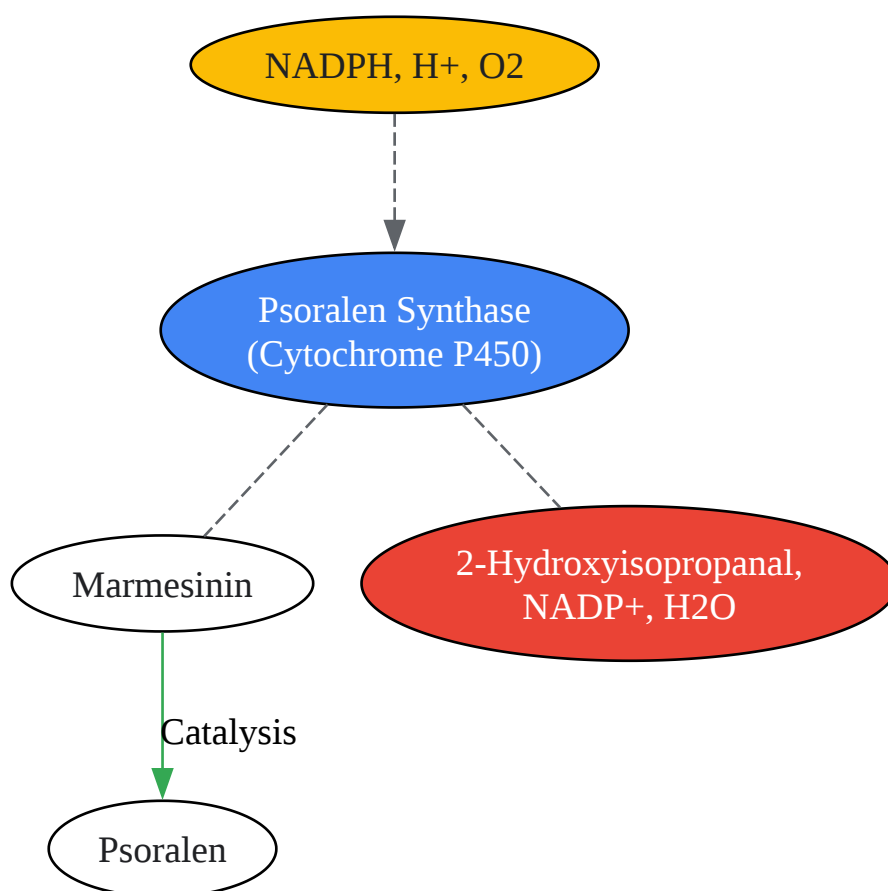 NADPH, H+, O2
Psoralen Synthase
(Cytochrome P450)
Marmesinin
2-Hydroxyisopropanal,
NADP+, H2O
Catalysis
Psoralen